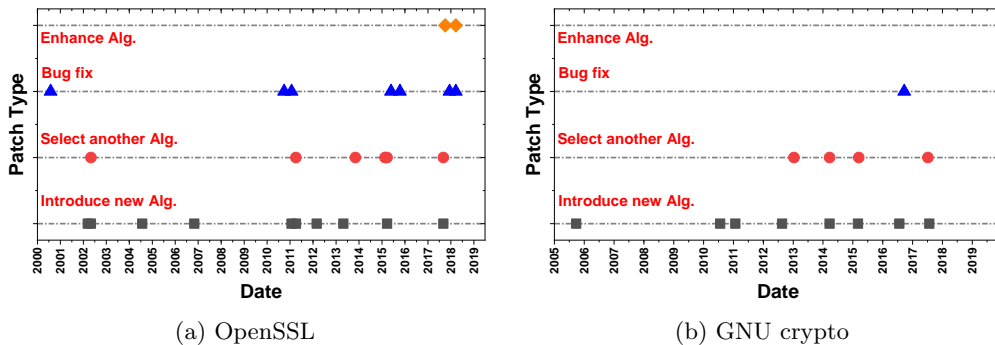 Enhance Alg.
Bug fix
Select another Alg.
Introduce new Alg.
Patch Type
2000 2001 2002 2003 2004 2005 2006 2007 2008 2009 2010 2011 2012 2013 2014 2015 2016 2017 2018 2019
Date
(a) OpenSSL
Enhance Alg.
Bug fix
Select another Alg.
Introduce new Alg.
Patch Type
2005 2006 2007 2008 2009 2010 2011 2012 2013 2014 2015 2016 2017 2018 2019
Date
(b) GNU crypto